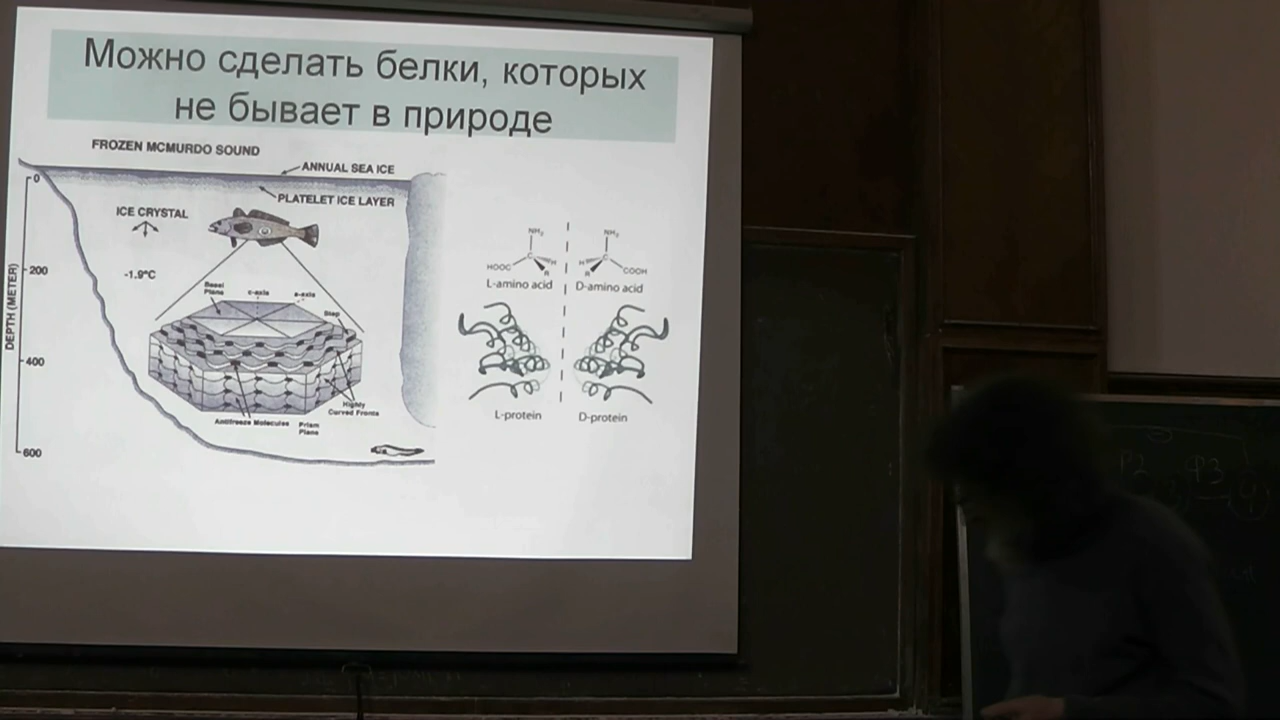 Можно сделать белки, которых
не бывает в природе
FROZEN MCMURDO SOUND
ANNUAL SEA ICE
PLATELET ICE LAYER
ICE CRYSTAL
-1.9°C
DEPTH (METER)
0
200
400
600
Basal
Plane
c-axis
a-axis
Step
Highly
Curved Fronts
Antifreeze Molecules
Prism
Plane
NH₂
HOOC
C
H
R
L-amino acid
NH₂
H
C
COOH
R
D-amino acid
L-protein
D-protein
P2
P3